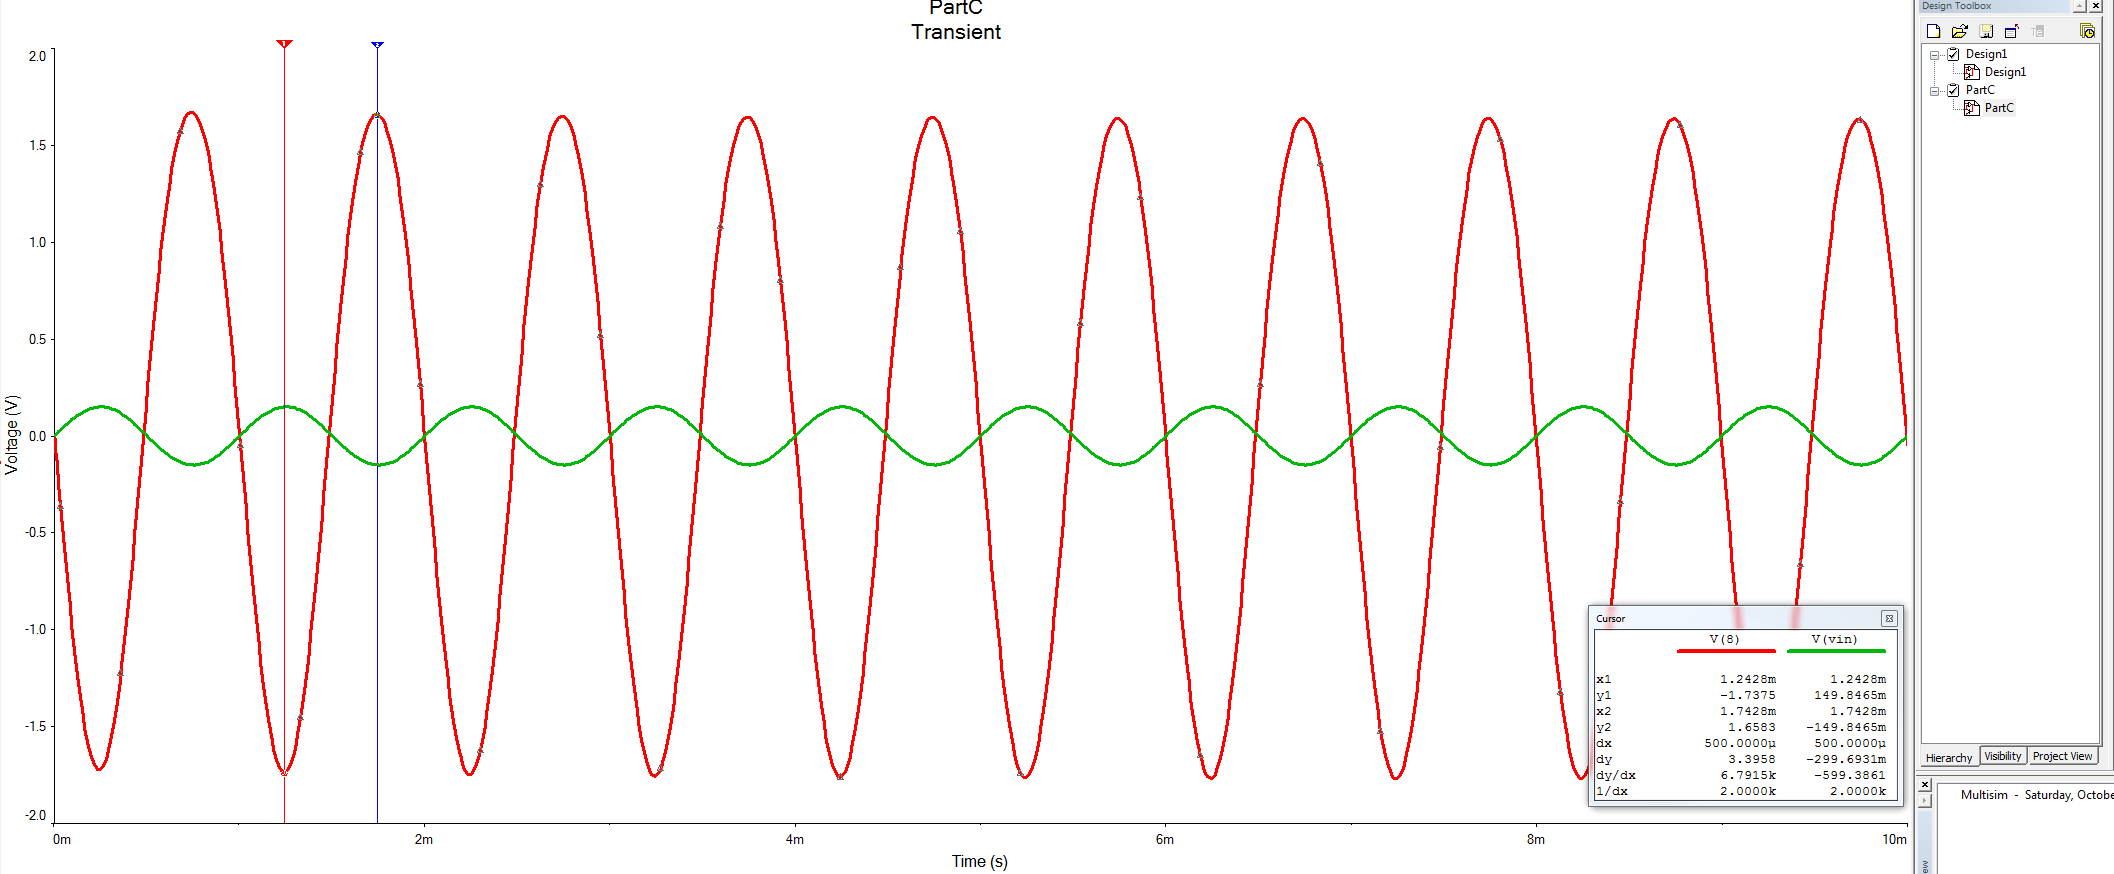 PartC
Transient
2.0
1.5
1.0
0.5
0.0
-0.5
-1.0
-1.5
-2.0
Voltage (V)
0m
2m
4m
6m
8m
10m
Time (s)
Cursor
V(8) V(vin)
x1 1.2428m 1.2428m
y1 -1.7375 149.8465m
x2 1.7428m 1.7428m
y2 1.6583 -149.8465m
dx 500.0000µ 500.0000µ
dy 3.3958 -299.6931m
dy/dx 6.7915k -599.3861
1/dx 2.0000k 2.0000k
Design Toolbox
Design1
Design1
PartC
PartC
Hierarchy Visibility Project View
Multisim - Saturday, Octobe